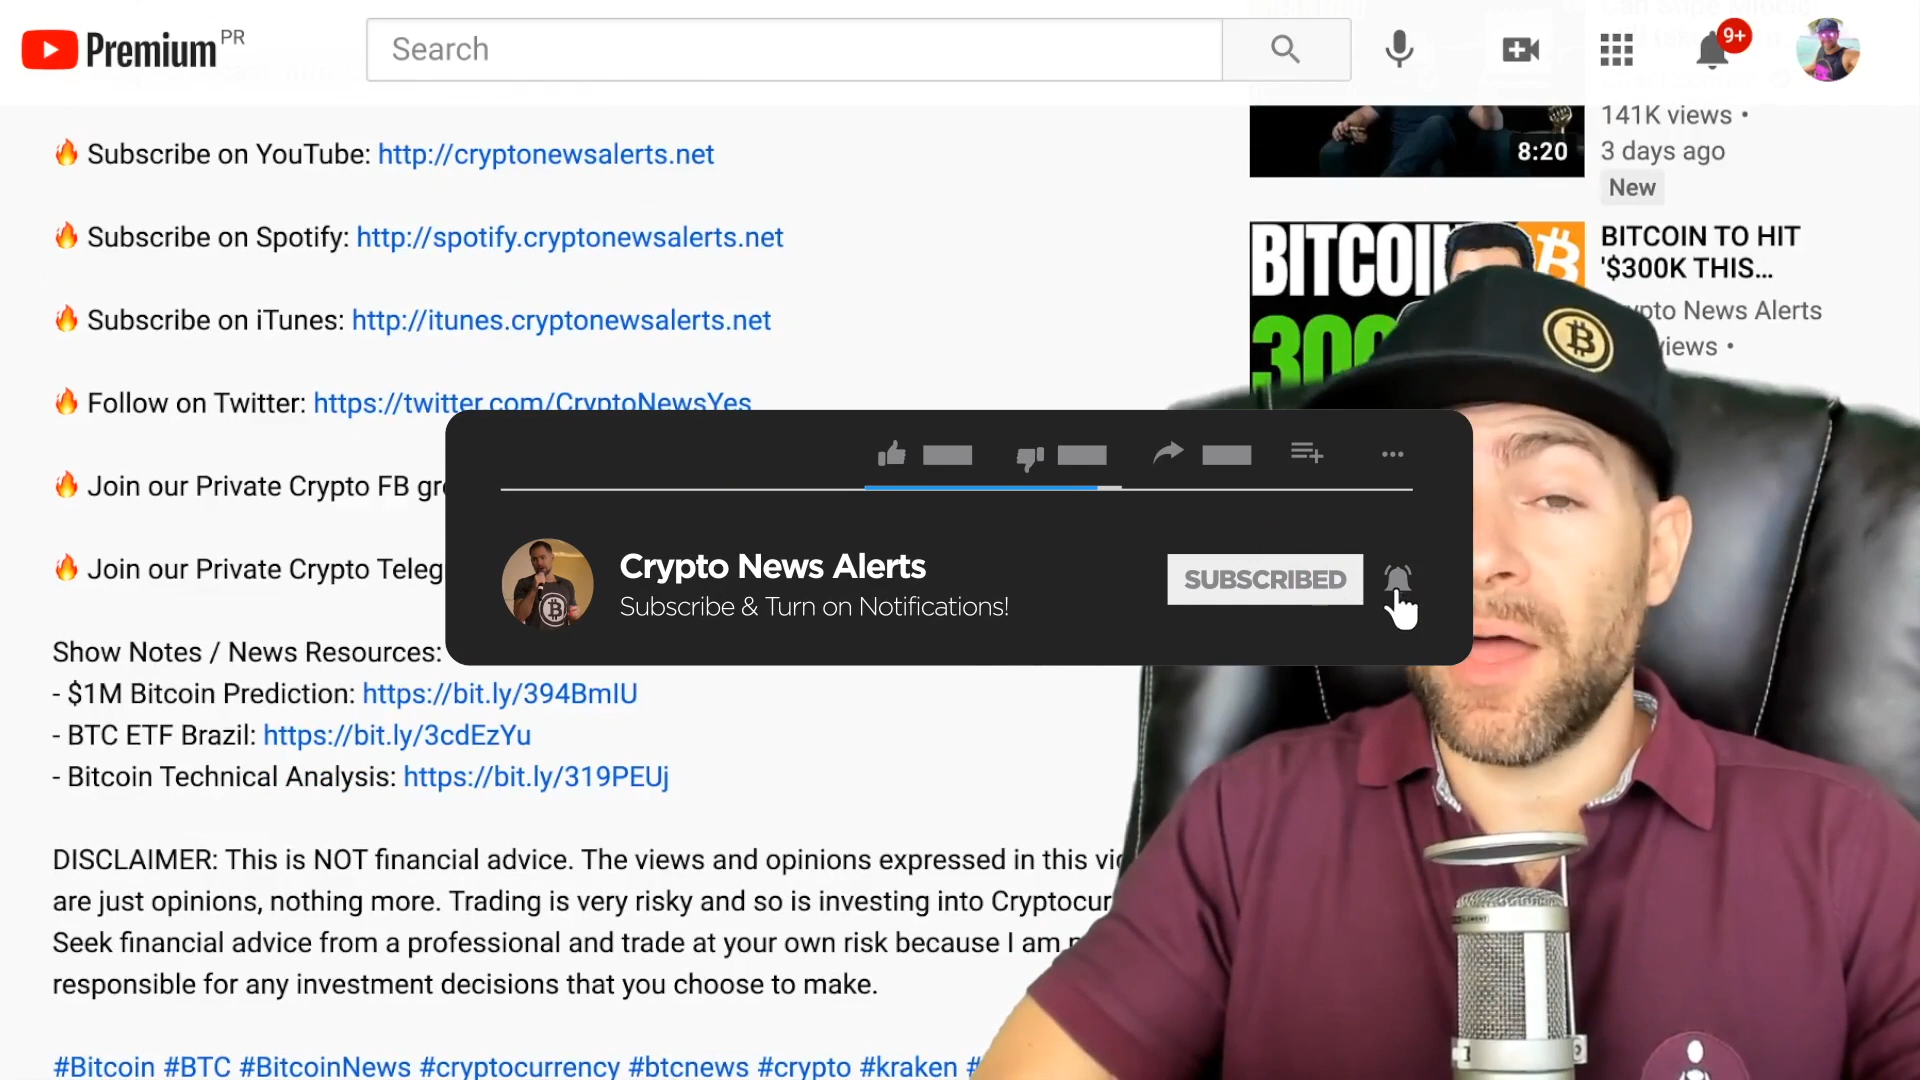 Premium PR
Search
9+
🔥 Subscribe on YouTube: http://cryptonewsalerts.net
🔥 Subscribe on Spotify: http://spotify.cryptonewsalerts.net
🔥 Subscribe on iTunes: http://itunes.cryptonewsalerts.net
🔥 Follow on Twitter: https://twitter.com/CryptoNewsYes
🔥 Join our Private Crypto FB
🔥 Join our Private Crypto Teleg
Show Notes / News Resources:
- $1M Bitcoin Prediction: https://bit.ly/394BmIU
- BTC ETF Brazil: https://bit.ly/3cdEzYu
- Bitcoin Technical Analysis: https://bit.ly/319PEUj
DISCLAIMER: This is NOT financial advice. The views and opinions expressed in this
are just opinions, nothing more. Trading is very risky and so is investing into Cryptocur
Seek financial advice from a professional and trade at your own risk because I am
responsible for any investment decisions that you choose to make.
#Bitcoin #BTC #BitcoinNews #cryptocurrency #btcnews #crypto #kraken #
8:20
141K views •
3 days ago
New
BITCOIN
300
BITCOIN TO HIT
'$300K THIS...
News Alerts
views •
Crypto News Alerts
Subscribe & Turn on Notifications!
SUBSCRIBED